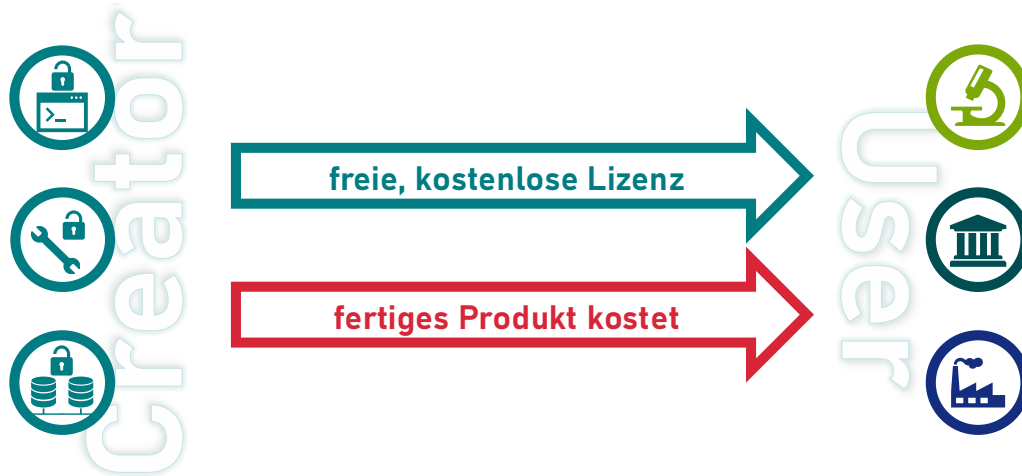 Creator
freie, kostenlose Lizenz
fertiges Produkt kostet
User